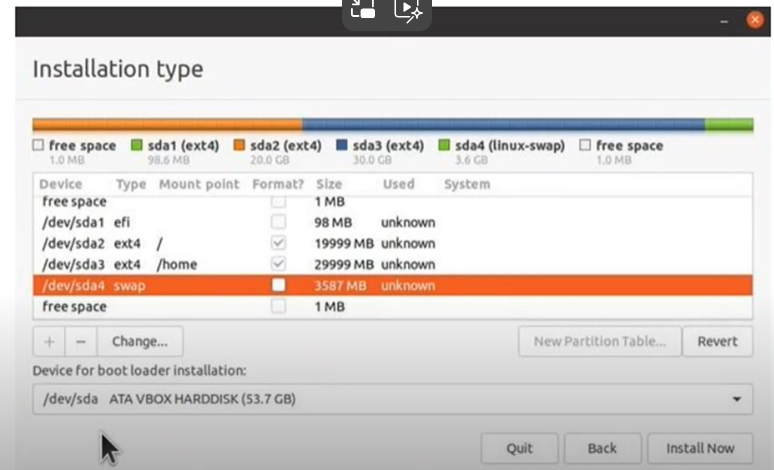 Installation type
free space sda1 (ext4) sda2 (ext4) sda3 (ext4) sda4 (linux-swap) free space
1.0 MB 98.6 MB 20.0 GB 30.0 GB 3.6 GB 1.0 MB
Device Type Mount point Format? Size Used System
free space 1 MB
/dev/sda1 efi 98 MB unknown
/dev/sda2 ext4 / 19999 MB unknown
/dev/sda3 ext4 /home 29999 MB unknown
/dev/sda4 swap 3587 MB unknown
free space 1 MB
+ − Change... New Partition Table... Revert
Device for boot loader installation:
/dev/sda ATA VBOX HARDDISK (53.7 GB)
Quit Back Install Now